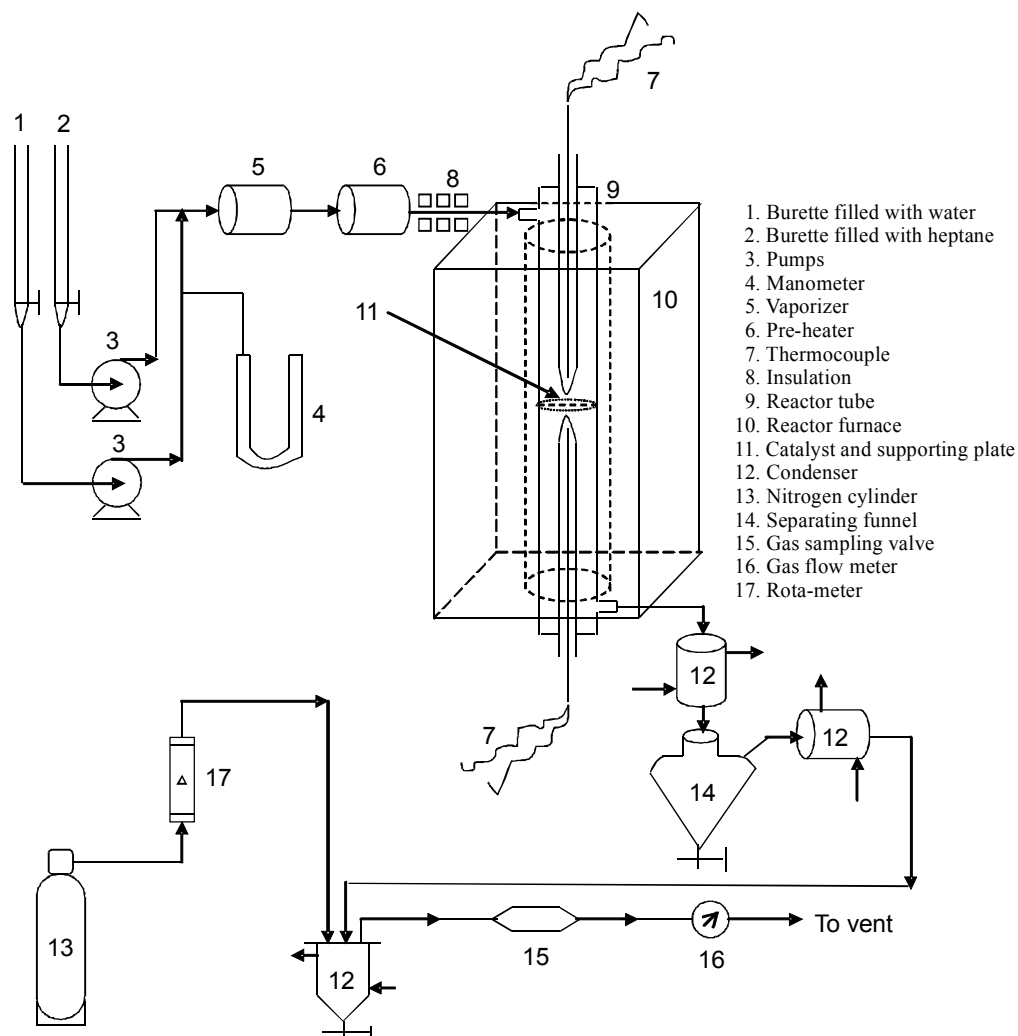 7
1 2
5 6 8
9
1. Burette filled with water
2. Burette filled with heptane
3. Pumps
4. Manometer
5. Vaporizer
6. Pre-heater
7. Thermocouple
8. Insulation
9. Reactor tube
10. Reactor furnace
11. Catalyst and supporting plate
12. Condenser
13. Nitrogen cylinder
14. Separating funnel
15. Gas sampling valve
16. Gas flow meter
17. Rota-meter
10
11
3
4
3
12
7
12
17
14
To vent
13
12
15
16